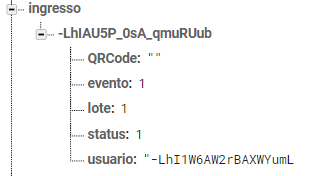 ingresso
-LhIAU5P_0sA_qmuRUub
QRCode: ""
evento: 1
lote: 1
status: 1
usuario: "-LhI1W6AW2rBAXWYumL